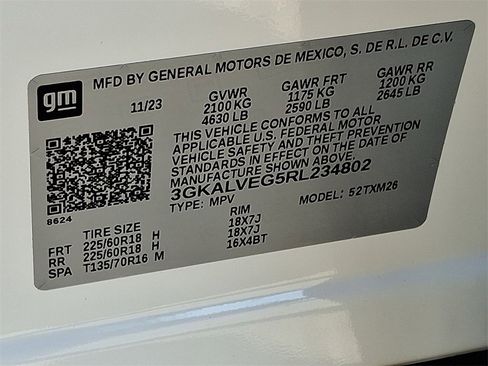 gm MFD BY GENERAL MOTORS DE MEXICO, S. DE R.L. DE C.V.
11/23 GVWR GAWR FRT GAWR RR
2100 KG 1175 KG 1200 KG
4630 LB 2590 LB 2645 LB
THIS VEHICLE CONFORMS TO ALL
APPLICABLE U.S. FEDERAL MOTOR
VEHICLE SAFETY AND THEFT PREVENTION
STANDARDS IN EFFECT ON THE DATE OF
MANUFACTURE SHOWN ABOVE.
3GKALVEG5RL234802
8624 TYPE: MPV MODEL: 52TXM26
TIRE SIZE RIM
FRT 225/60R18 H 18X7J
RR 225/60R18 H 18X7J
SPA T135/70R16 M 16X4BT